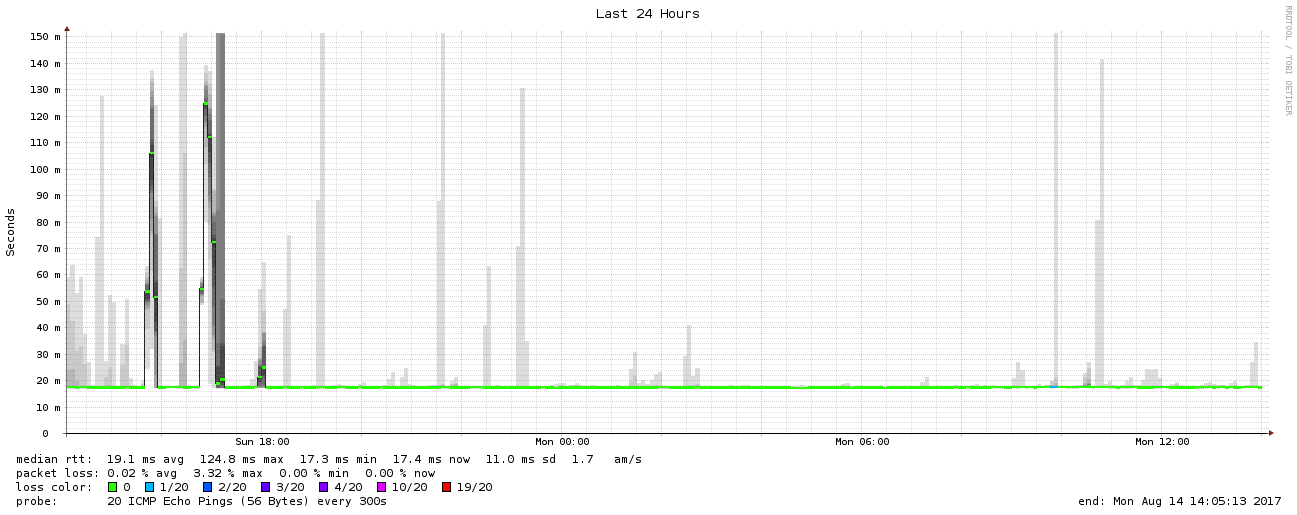 Last 24 Hours
RRDTOOL / TOBI OETIKER
Seconds
150 m
140 m
130 m
120 m
110 m
100 m
90 m
80 m
70 m
60 m
50 m
40 m
30 m
20 m
10 m
0
Sun 18:00 Mon 00:00 Mon 06:00 Mon 12:00
median rtt: 19.1 ms avg 124.8 ms max 17.3 ms min 17.4 ms now 11.0 ms sd 1.7 am/s
packet loss: 0.02 % avg 3.32 % max 0.00 % min 0.00 % now
loss color: 0 1/20 2/20 3/20 4/20 10/20 19/20
probe: 20 ICMP Echo Pings (56 Bytes) every 300s end: Mon Aug 14 14:05:13 2017